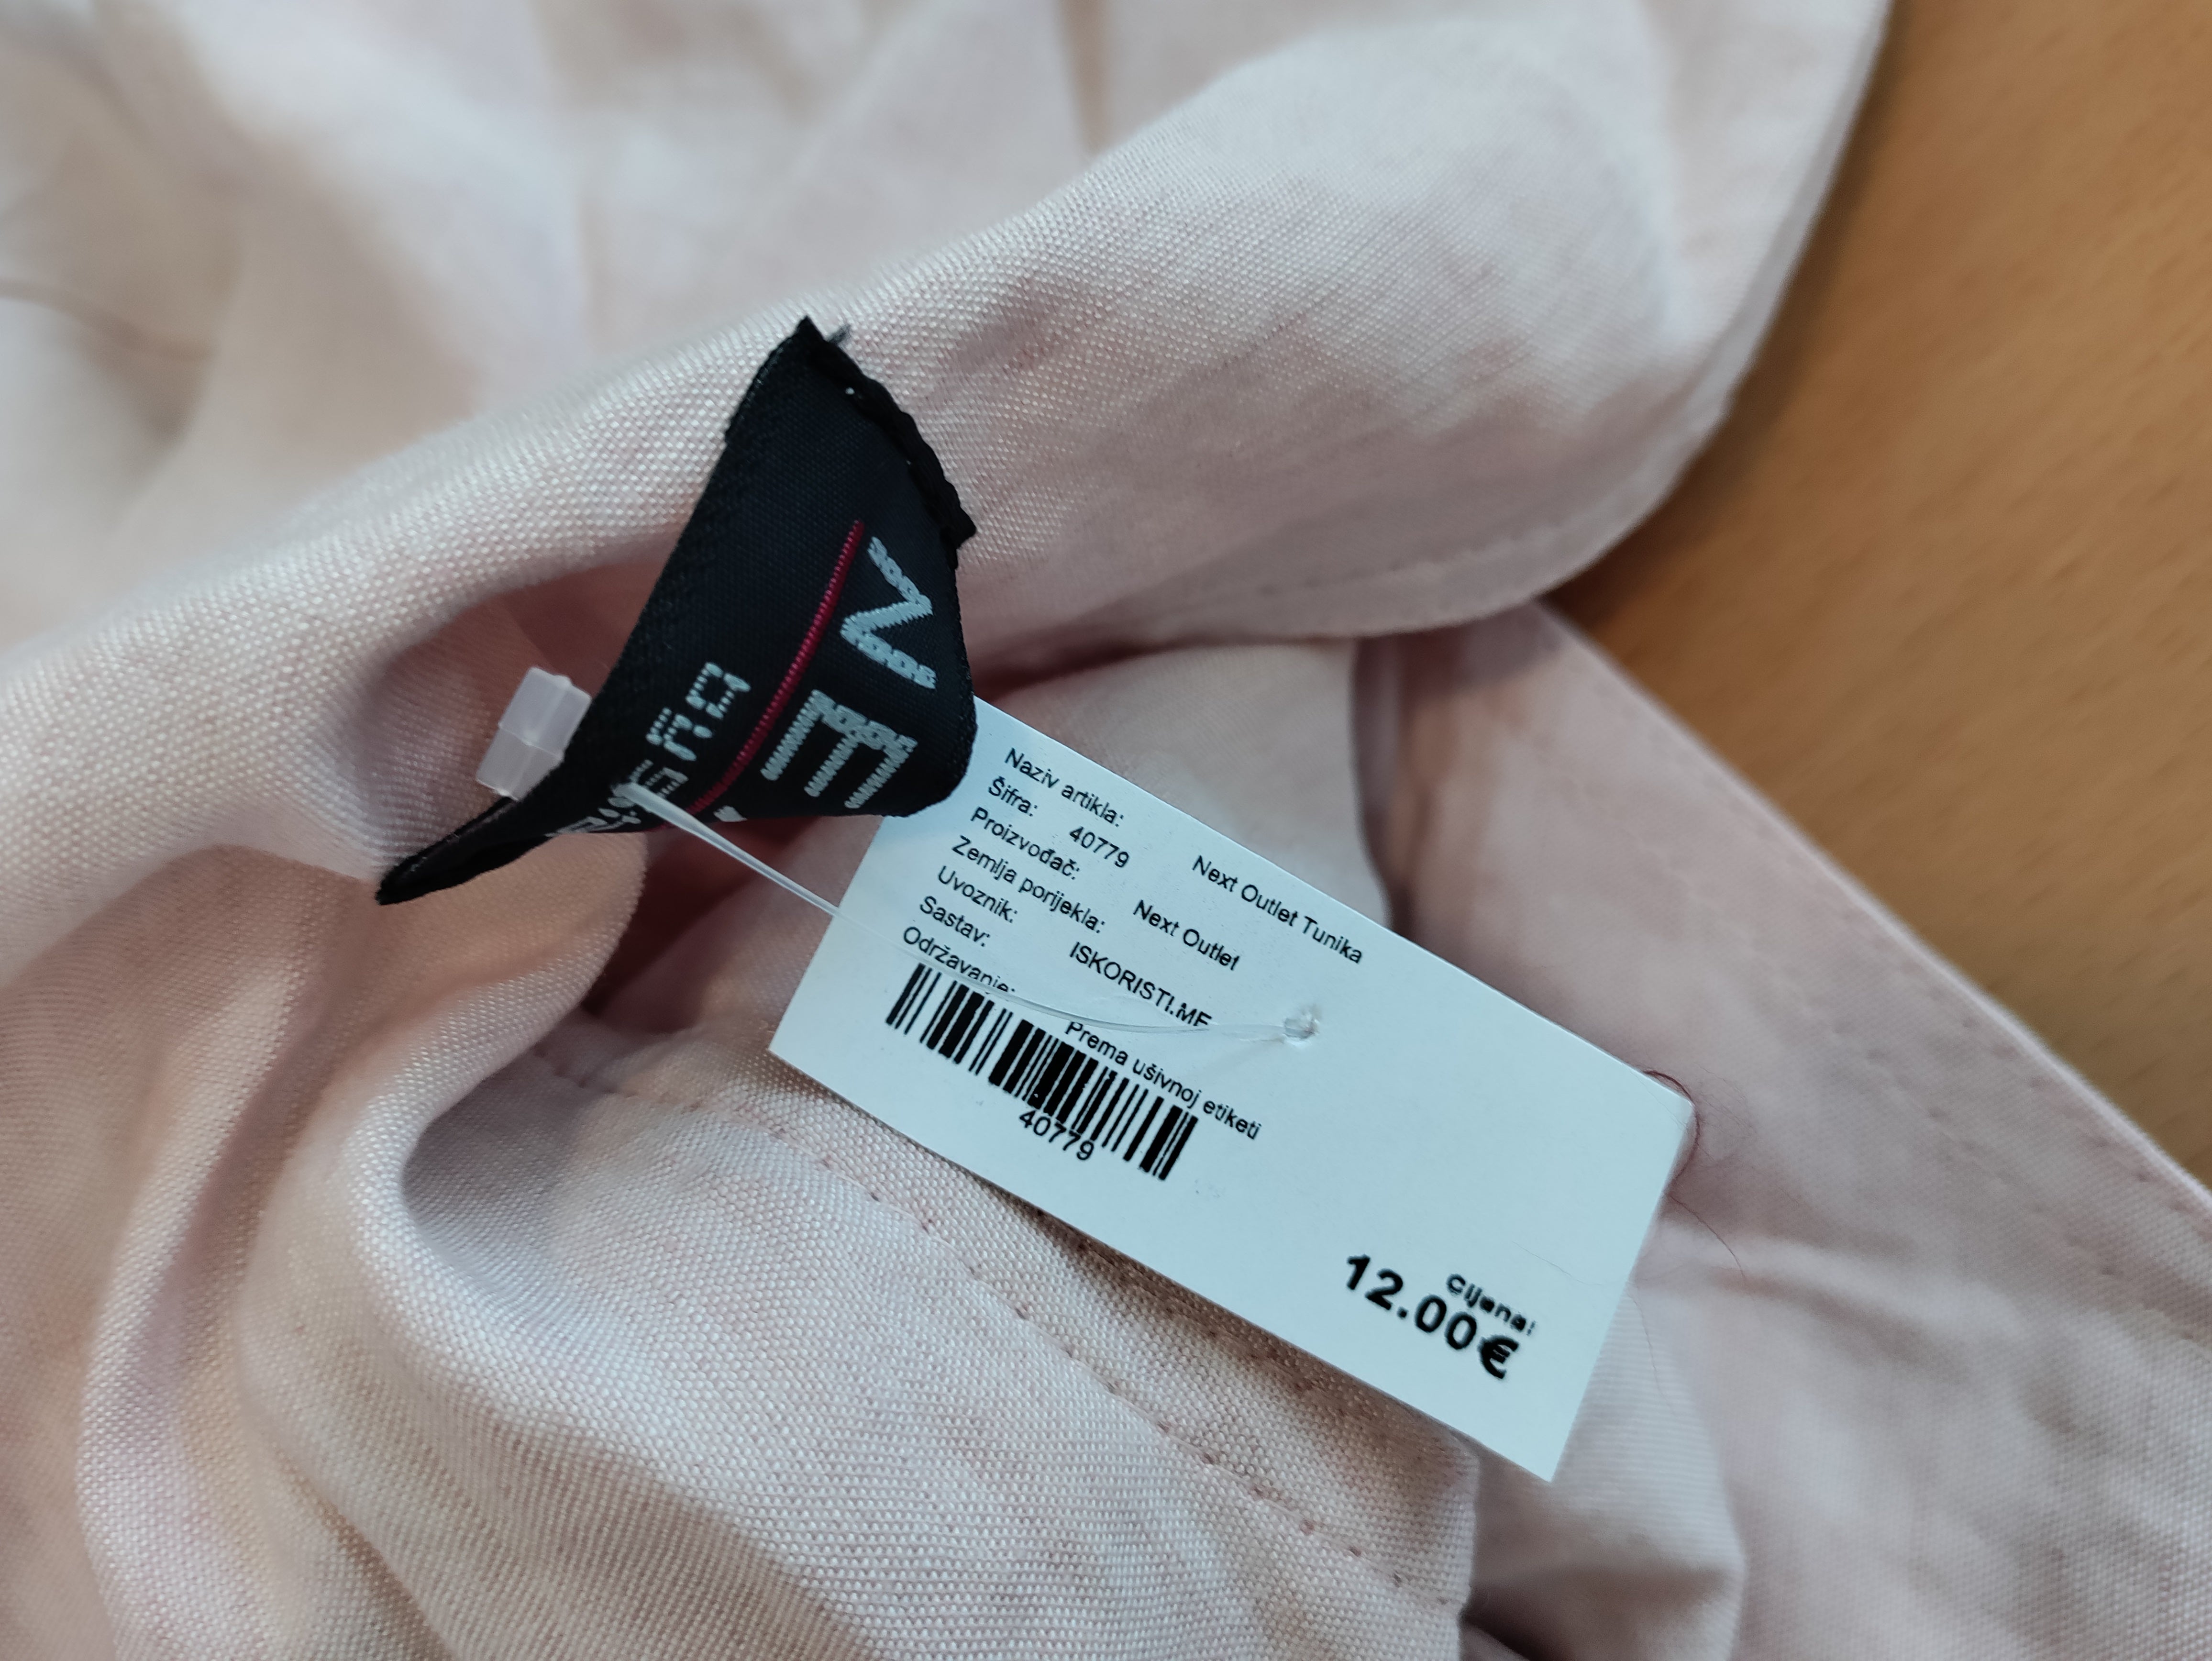 NE
Naziv artikla: Next Outlet Tunika
Šifra: 40779
Proizvođač: Next Outlet
Zemlja porijekla:
Uvoznik: ISKORISTI.ME
Sastav:
Održavanje: Prema ušivnoj etiketi
40779
Cijena:
12.00€